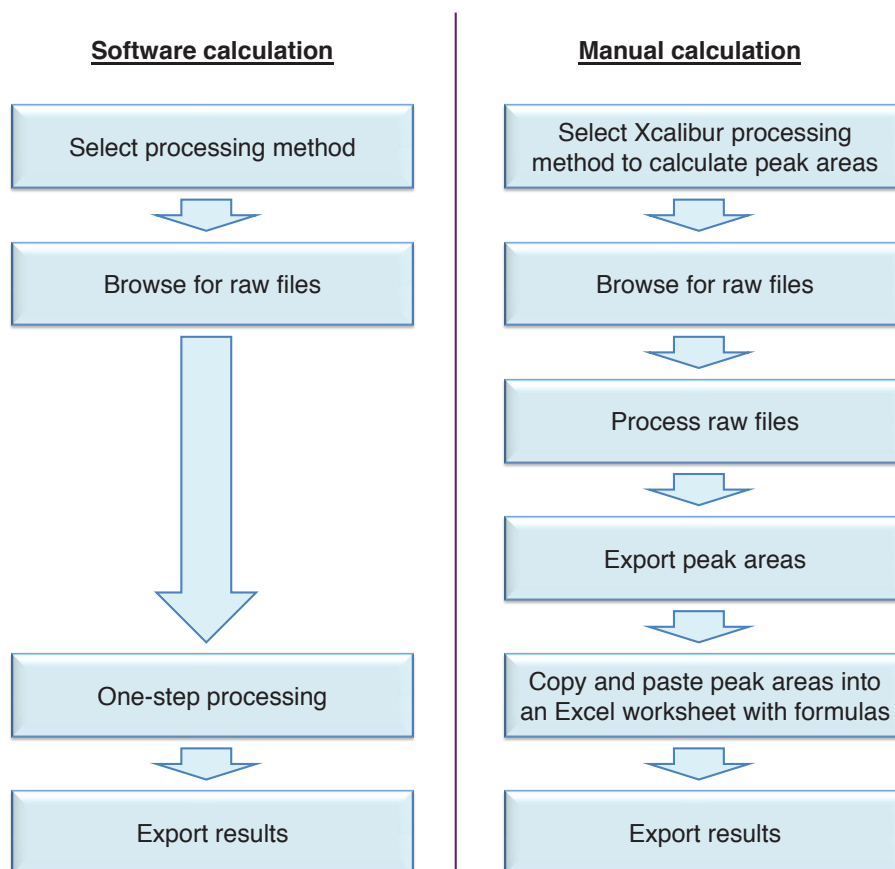 Software calculation
Select processing method
Browse for raw files
One-step processing
Export results
Manual calculation
Select Xcalibur processing
method to calculate peak areas
Browse for raw files
Process raw files
Export peak areas
Copy and paste peak areas into
an Excel worksheet with formulas
Export results